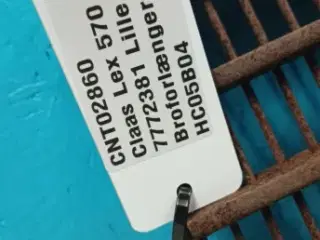 CNT02860
Claas Lex 570
7772381 Lille
Broforlænger
HC05B04